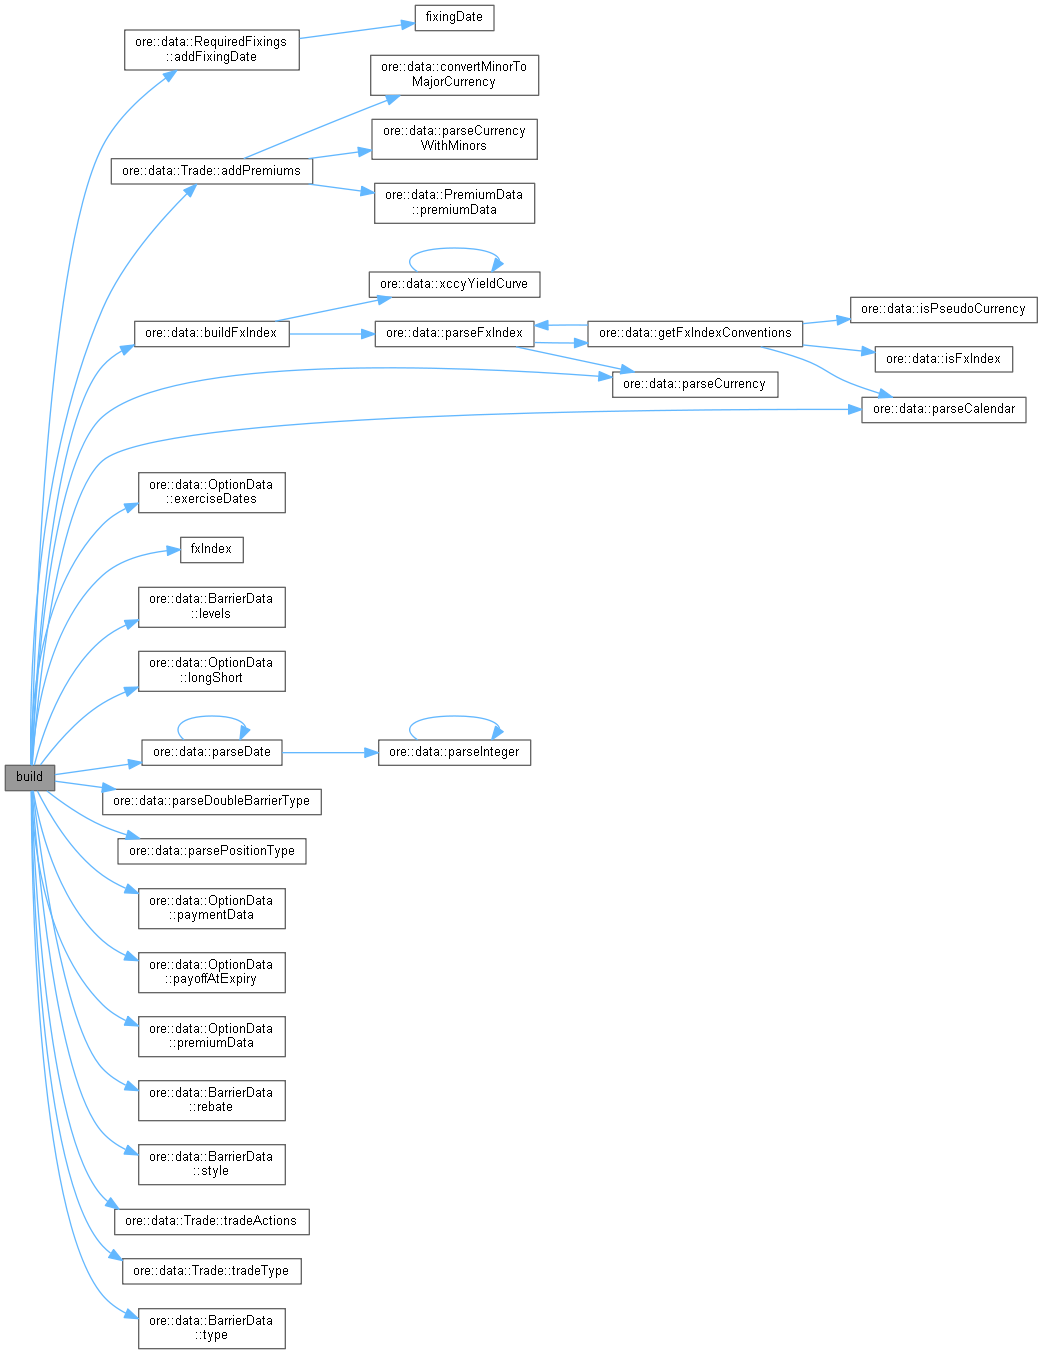 fixingDate
ore::data::RequiredFixings
::addFixingDate
ore::data::convertMinorTo
MajorCurrency
ore::data::parseCurrency
WithMinors
ore::data::Trade::addPremiums
ore::data::PremiumData
::premiumData
ore::data::xccyYieldCurve
ore::data::isPseudoCurrency
ore::data::buildFxIndex
ore::data::parseFxIndex
ore::data::getFxIndexConventions
ore::data::isFxIndex
ore::data::parseCurrency
ore::data::parseCalendar
ore::data::OptionData
::exerciseDates
fxIndex
ore::data::BarrierData
::levels
ore::data::OptionData
::longShort
ore::data::parseDate
ore::data::parseInteger
build
ore::data::parseDoubleBarrierType
ore::data::parsePositionType
ore::data::OptionData
::paymentData
ore::data::OptionData
::payoffAtExpiry
ore::data::OptionData
::premiumData
ore::data::BarrierData
::rebate
ore::data::BarrierData
::style
ore::data::Trade::tradeActions
ore::data::Trade::tradeType
ore::data::BarrierData
::type